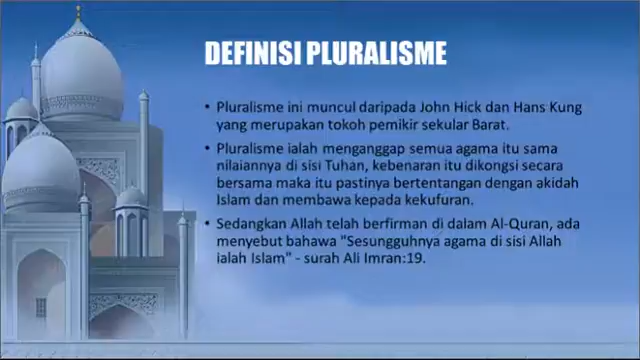 DEFINISI PLURALISME
• Pluralisme ini muncul daripada John Hick dan Hans Kung
yang merupakan tokoh pemikir sekular Barat.
• Pluralisme ialah menganggap semua agama itu sama
nilaiannya di sisi Tuhan, kebenaran itu dikongsi secara
bersama maka itu pastinya bertentangan dengan akidah
Islam dan membawa kepada kekufuran.
• Sedangkan Allah telah berfirman di dalam Al-Quran, ada
menyebut bahawa "Sesungguhnya agama di sisi Allah
ialah Islam" - surah Ali Imran:19.